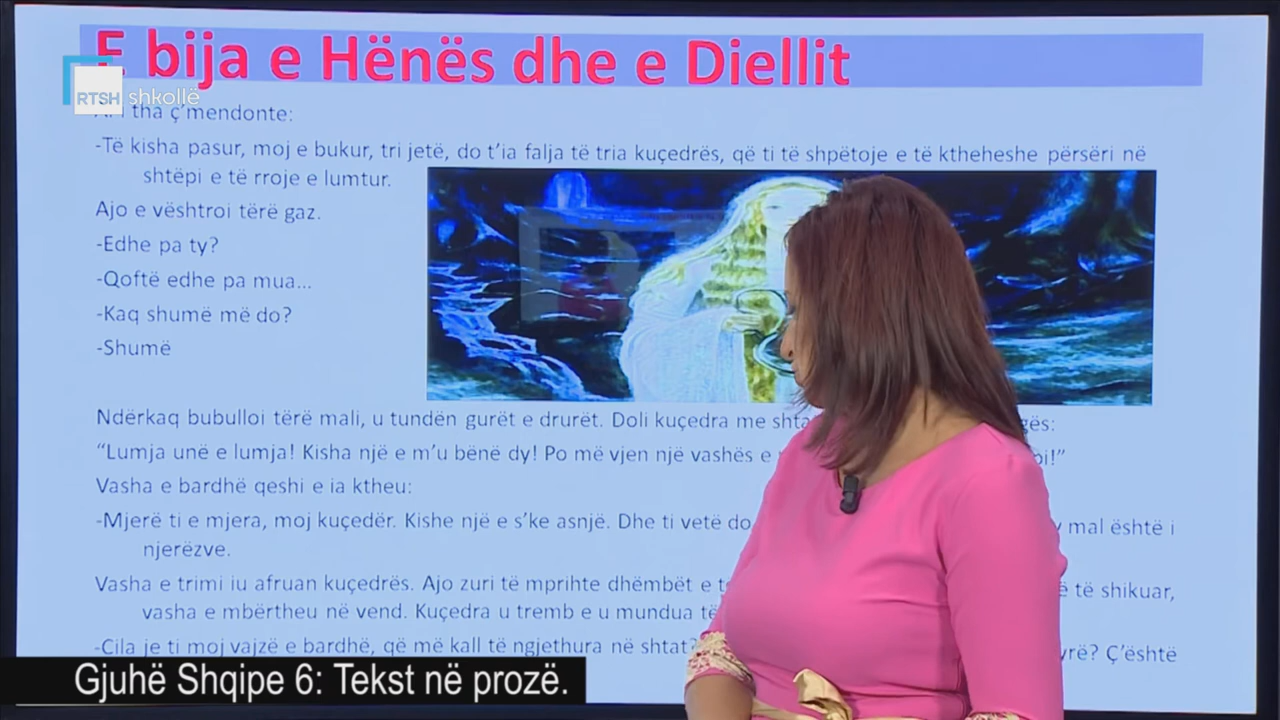 E bija e Hënës dhe e Diellit
RTSH shkollë
tha ç’mendonte:
-Të kisha pasur, moj e bukur, tri jetë, do t’ia falja të tria kuçedrës, që ti të shpëtoje e të ktheheshe përsëri në
shtëpi e të rroje e lumtur.
Ajo e vështroi tërë gaz.
-Edhe pa ty?
-Qoftë edhe pa mua...
-Kaq shumë më do?
-Shumë
Ndërkaq bubulloi tërë mali, u tundën gurët e drurët. Doli kuçedra me
“Lumja unë e lumja! Kisha një e m’u bënë dy! Po më vjen një vashës e
Vasha e bardhë qeshi e ia ktheu:
-Mjerë ti e mjera, moj kuçedër. Kishe një e s’ke asnjë. Dhe ti vetë do mal është i
njerëzve.
Vasha e trimi iu afruan kuçedrës. Ajo zuri të mprihte dhëmbët e të shikuar,
vasha e mbërtheu në vend. Kuçedra u tremb e u mundua
-Cila je ti moj vajzë e bardhë, që më kall të ngjethura në shtat? Ç’është
Gjuhë Shqipe 6: Tekst në prozë.